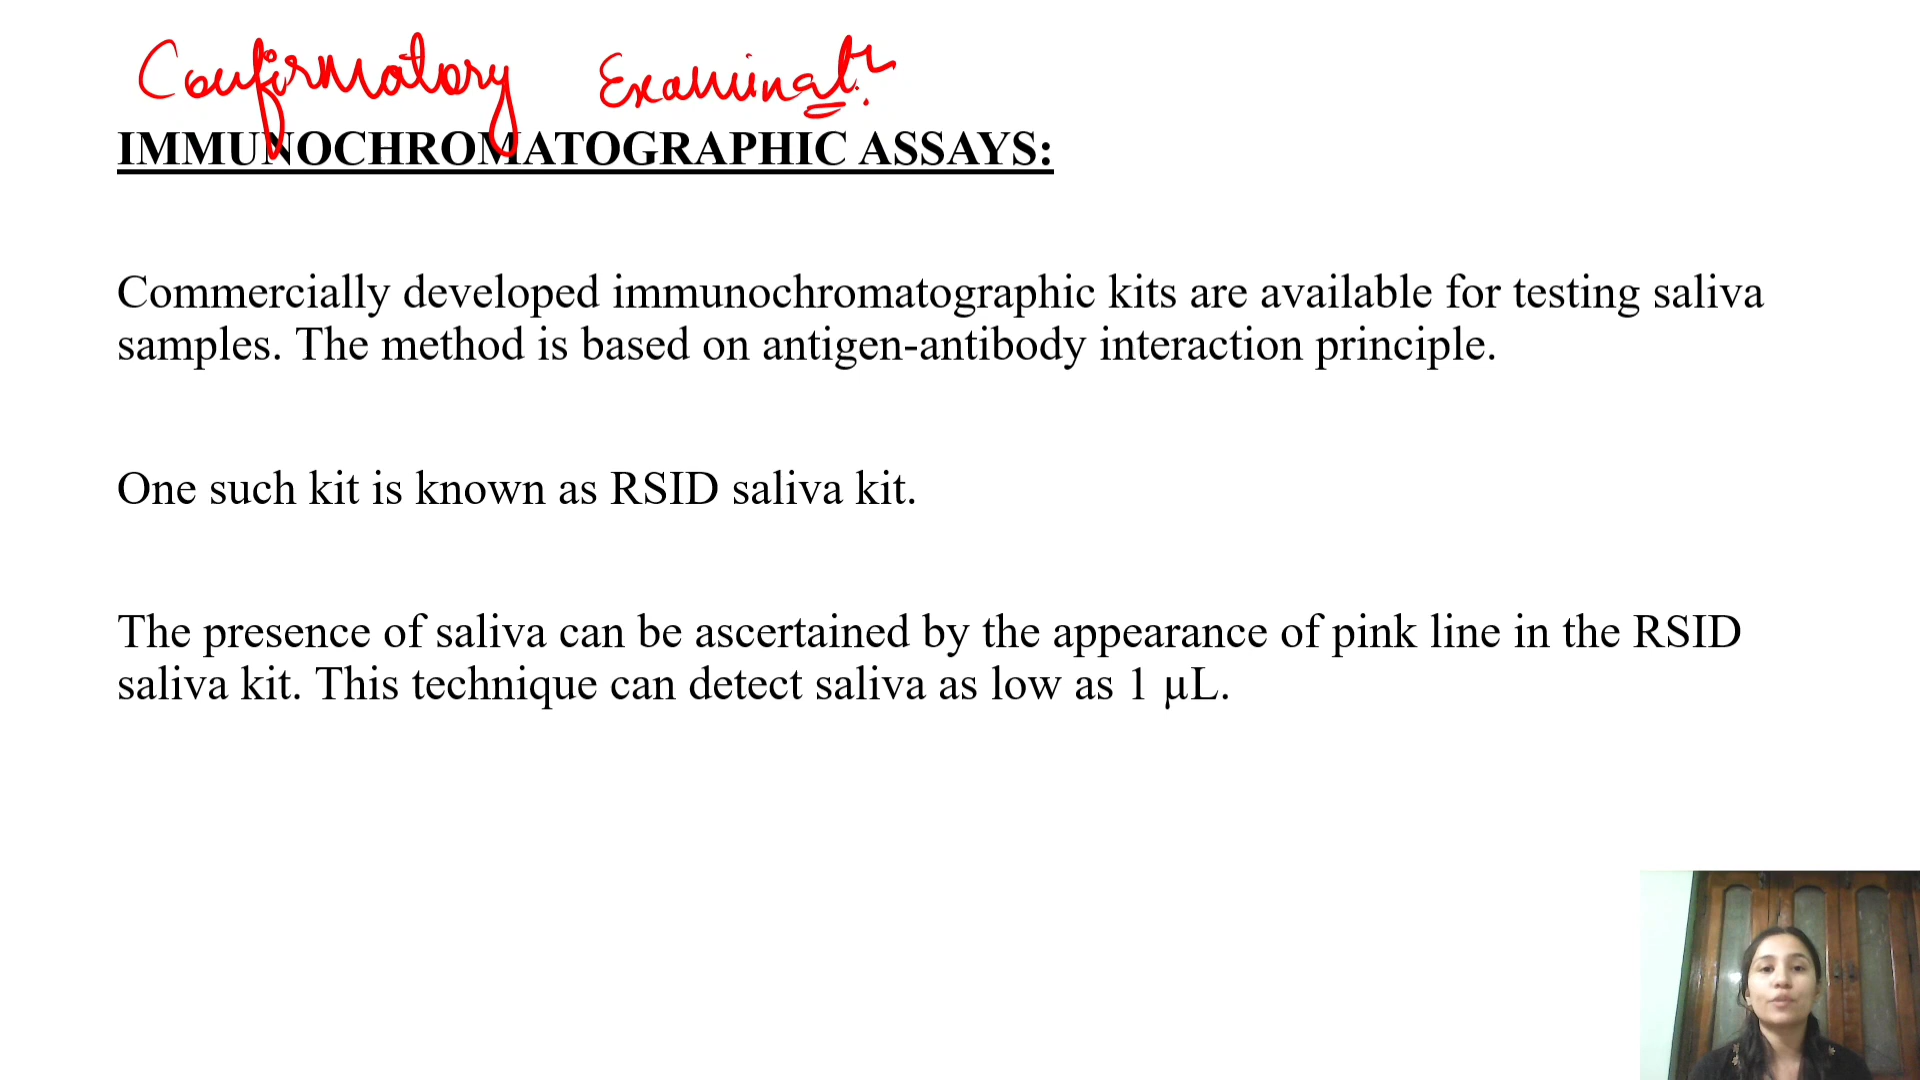 Confirmatory Examinatn.
IMMUNOCHROMATOGRAPHIC ASSAYS:
Commercially developed immunochromatographic kits are available for testing saliva
samples. The method is based on antigen-antibody interaction principle.
One such kit is known as RSID saliva kit.
The presence of saliva can be ascertained by the appearance of pink line in the RSID
saliva kit. This technique can detect saliva as low as 1 µL.